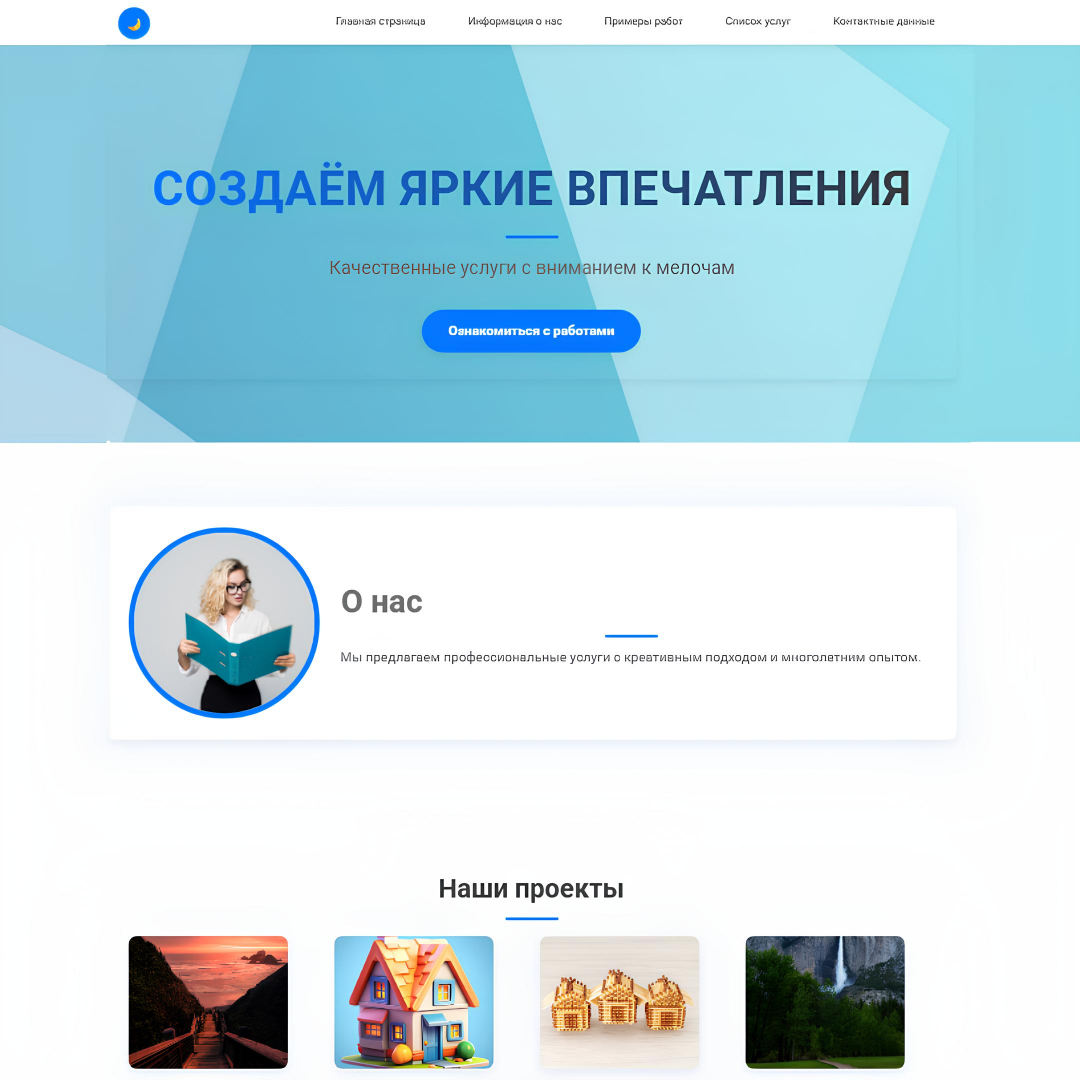 Главная страница Информация о нас Примеры работ Список услуг Контактные данные
СОЗДАЁМ ЯРКИЕ ВПЕЧАТЛЕНИЯ
Качественные услуги с вниманием к мелочам
Ознакомиться с работами
О нас
Мы предлагаем профессиональные услуги с креативным подходом и многолетним опытом.
Наши проекты